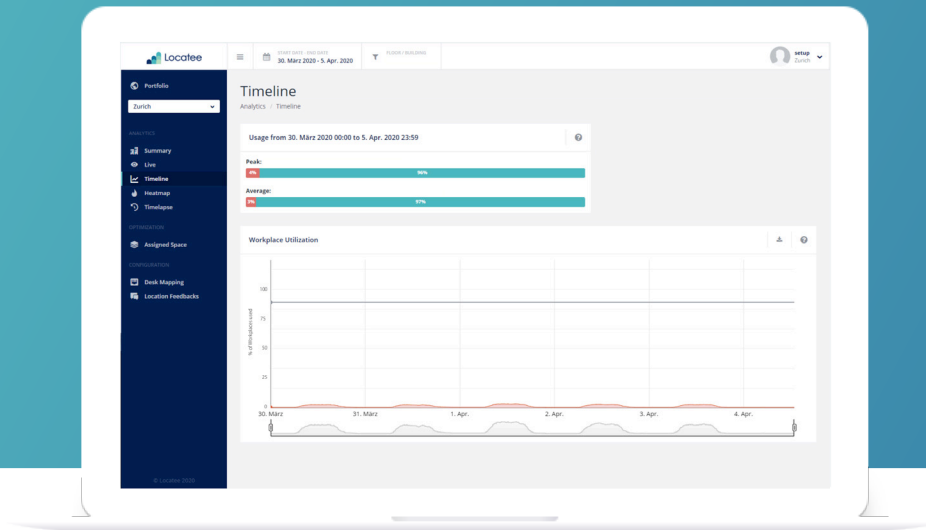 Locatee
START DATE - END DATE
30. März 2020 - 5. Apr. 2020
FLOOR / BUILDING
setup
Zurich
Portfolio
Zurich
ANALYTICS
Summary
Live
Timeline
Heatmap
Timelapse
OPTIMIZATION
Assigned Space
CONFIGURATION
Desk Mapping
Location Feedbacks
© Locatee 2020
Timeline
Analytics / Timeline
Usage from 30. März 2020 00:00 to 5. Apr. 2020 23:59
Peak:
4% 96%
Average:
3% 97%
Workplace Utilization
% of Workplaces used
100
75
50
25
0
30. März 31. März 1. Apr. 2. Apr. 3. Apr. 4. Apr.